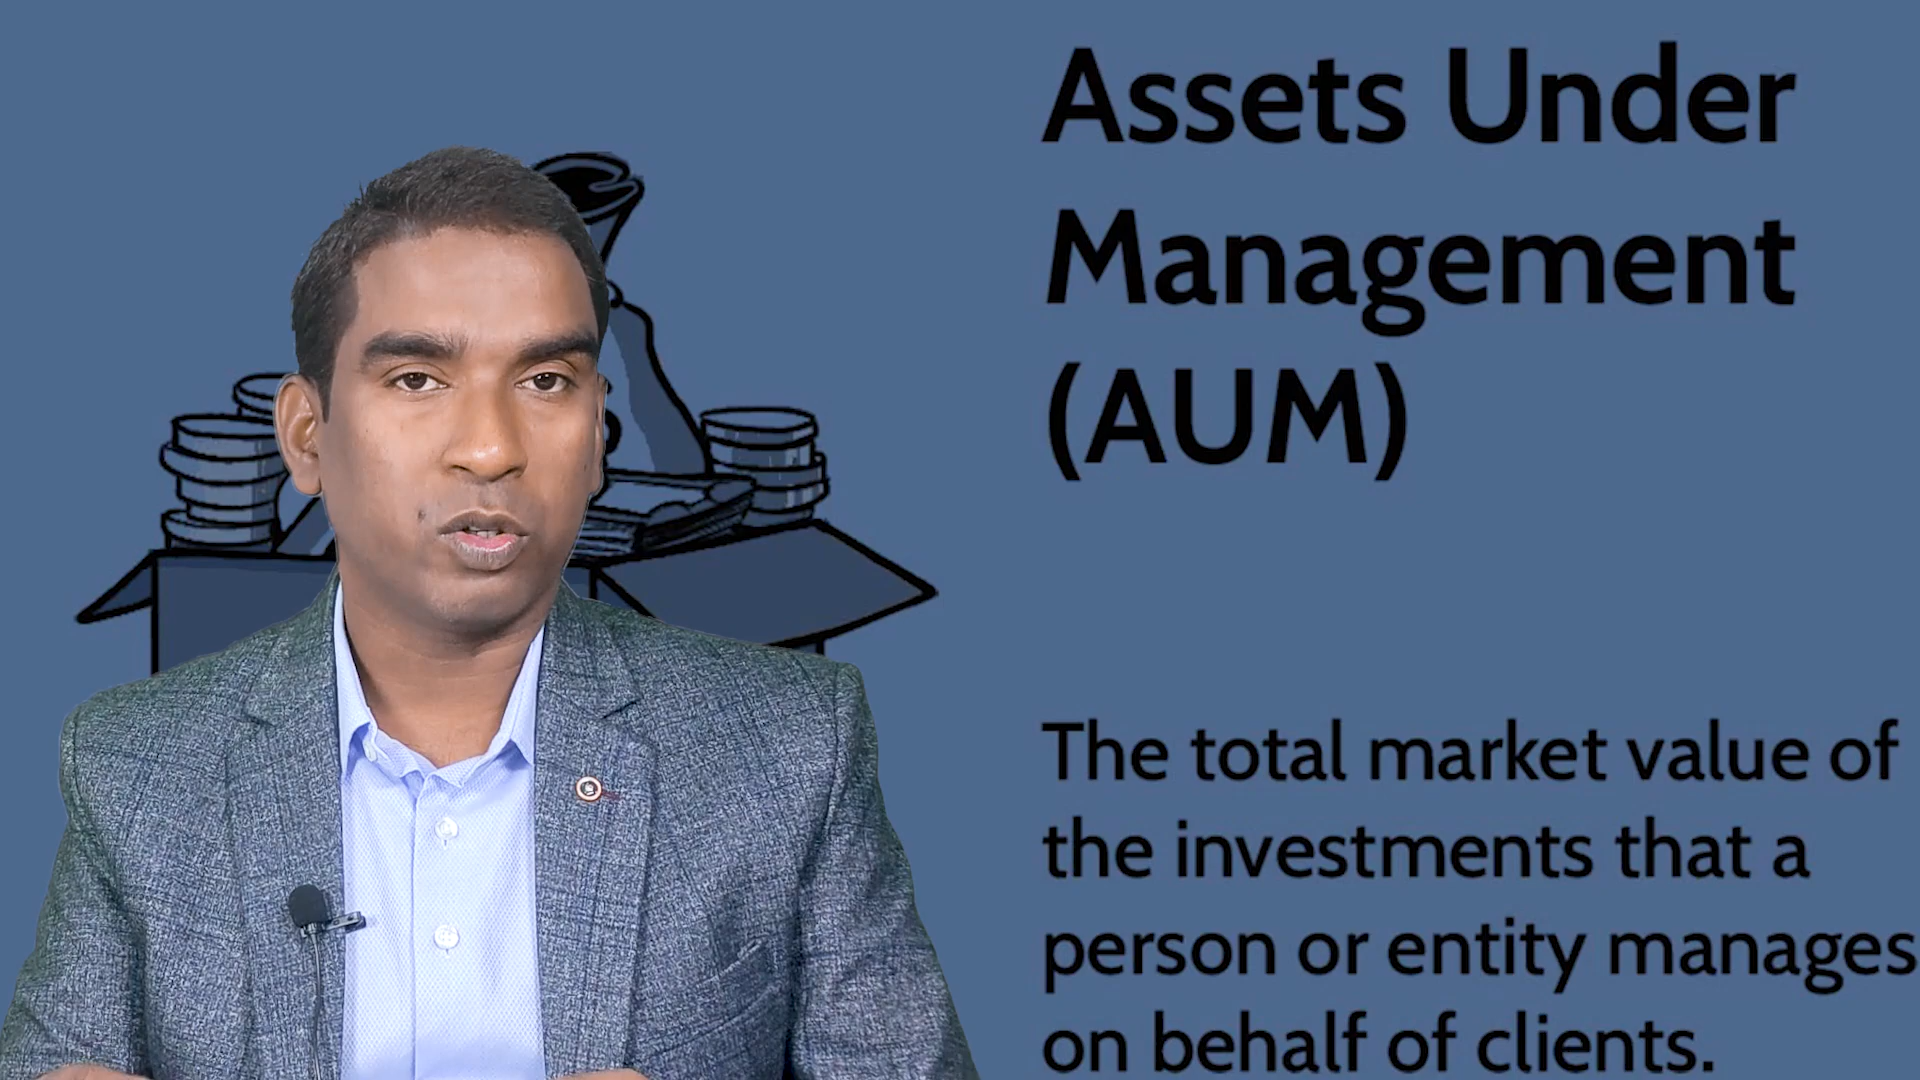 Assets Under
Management
(AUM)
The total market value of
the investments that a
person or entity manages
on behalf of clients.